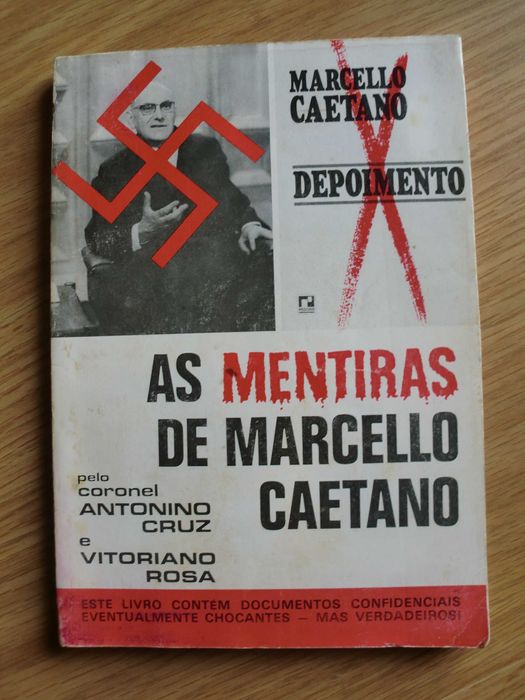 MARCELLO
CAETANO
DEPOIMENTO
AS MENTIRAS
DE MARCELLO
CAETANO
pelo
coronel
ANTONINO
CRUZ
e
VITORIANO
ROSA
ESTE LIVRO CONTÉM DOCUMENTOS CONFIDENCIAIS
EVENTUALMENTE CHOCANTES — MAS VERDADEIROS!